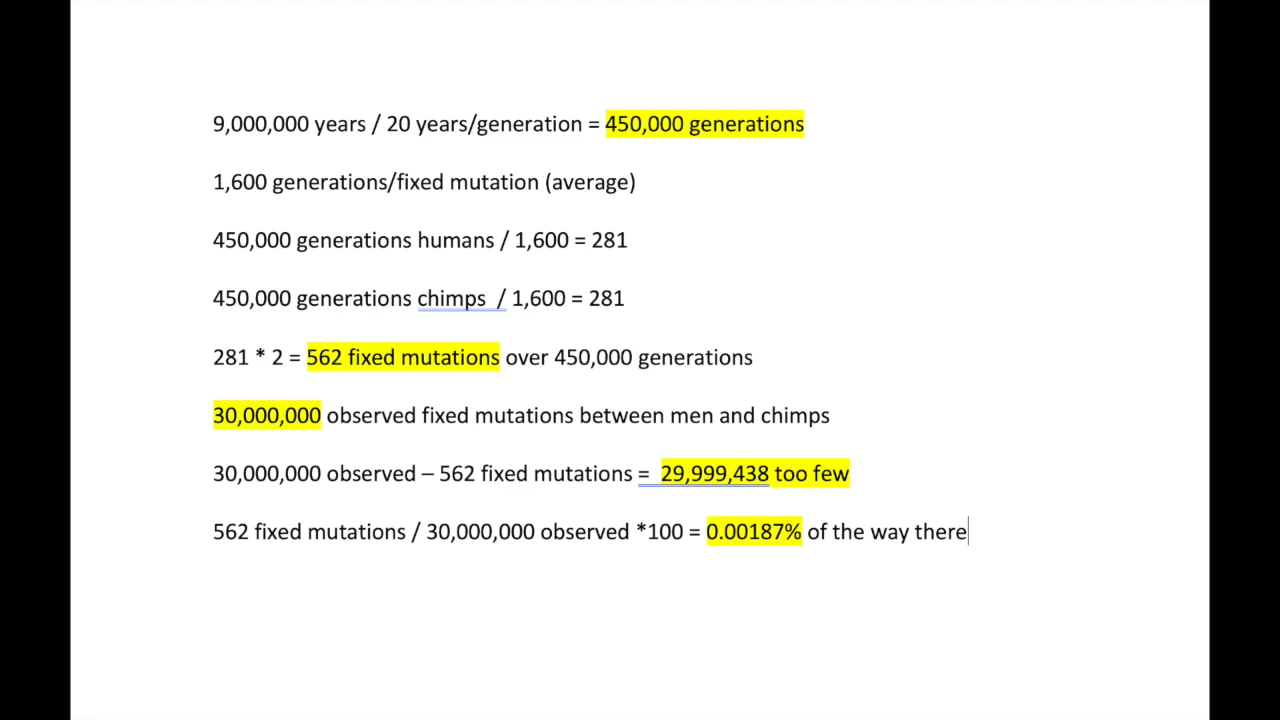 9,000,000 years / 20 years/generation = 450,000 generations
1,600 generations/fixed mutation (average)
450,000 generations humans / 1,600 = 281
450,000 generations chimps  / 1,600 = 281
281 * 2 = 562 fixed mutations over 450,000 generations
30,000,000 observed fixed mutations between men and chimps
30,000,000 observed – 562 fixed mutations =  29,999,438 too few
562 fixed mutations / 30,000,000 observed *100 = 0.00187% of the way there